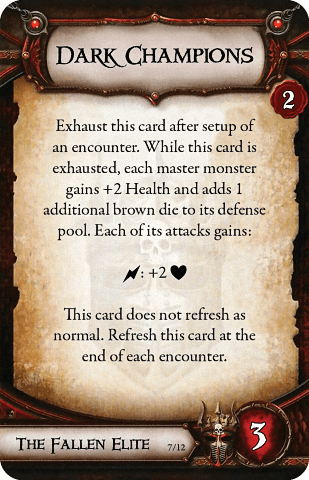 DARK CHAMPIONS
2
Exhaust this card after setup of
an encounter. While this card is
exhausted, each master monster
gains +2 Health and adds 1
additional brown die to its defense
pool. Each of its attacks gains:
: +2
This card does not refresh as
normal. Refresh this card at the
end of each encounter.
THE FALLEN ELITE 7/12
3